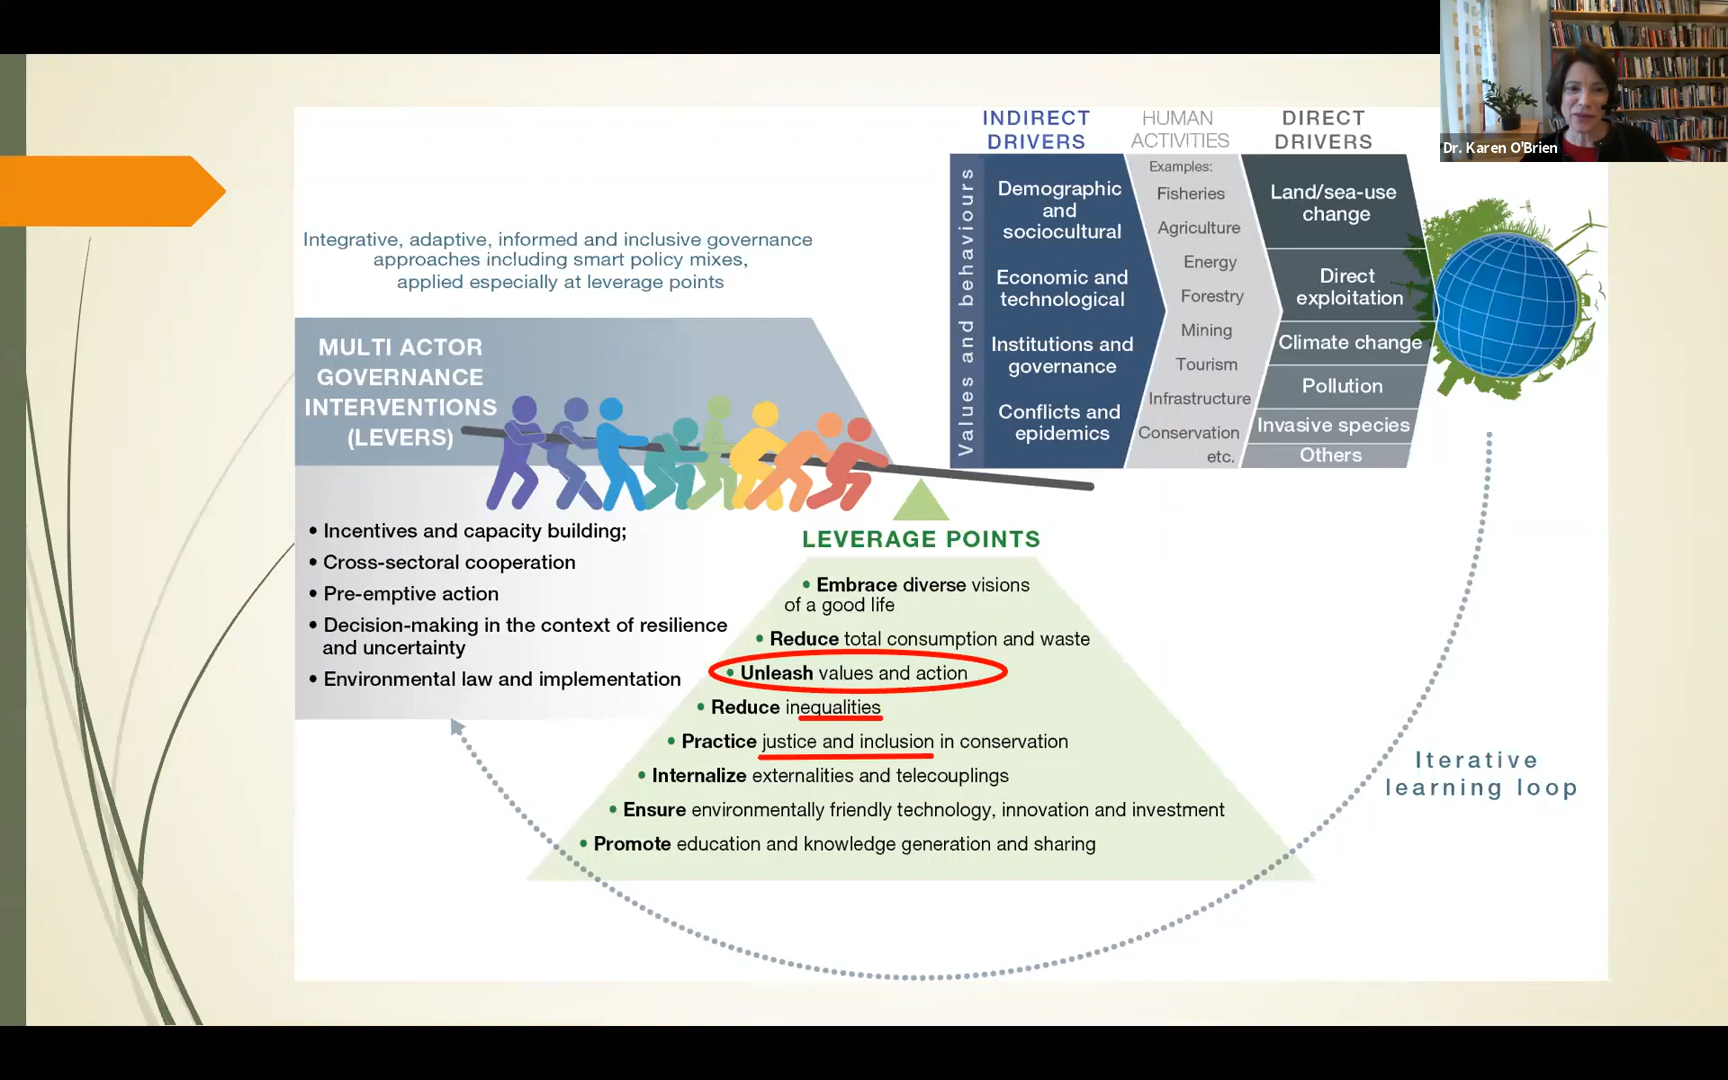 Dr. Karen O'Brien
INDIRECT
DRIVERS
HUMAN
ACTIVITIES
DIRECT
DRIVERS
Values and behaviours
Demographic
and
sociocultural
Economic and
technological
Institutions and
governance
Conflicts and
epidemics
Examples:
Fisheries
Agriculture
Energy
Forestry
Mining
Tourism
Infrastructure
Conservation
etc.
Land/sea-use
change
Direct
exploitation
Climate change
Pollution
Invasive species
Others
Integrative, adaptive, informed and inclusive governance
approaches including smart policy mixes,
applied especially at leverage points
MULTI ACTOR
GOVERNANCE
INTERVENTIONS
(LEVERS)
• Incentives and capacity building;
• Cross-sectoral cooperation
• Pre-emptive action
• Decision-making in the context of resilience
and uncertainty
• Environmental law and implementation
LEVERAGE POINTS
• Embrace diverse visions
of a good life
• Reduce total consumption and waste
• Unleash values and action
• Reduce inequalities
• Practice justice and inclusion in conservation
• Internalize externalities and telecouplings
• Ensure environmentally friendly technology, innovation and investment
• Promote education and knowledge generation and sharing
Iterative
learning loop